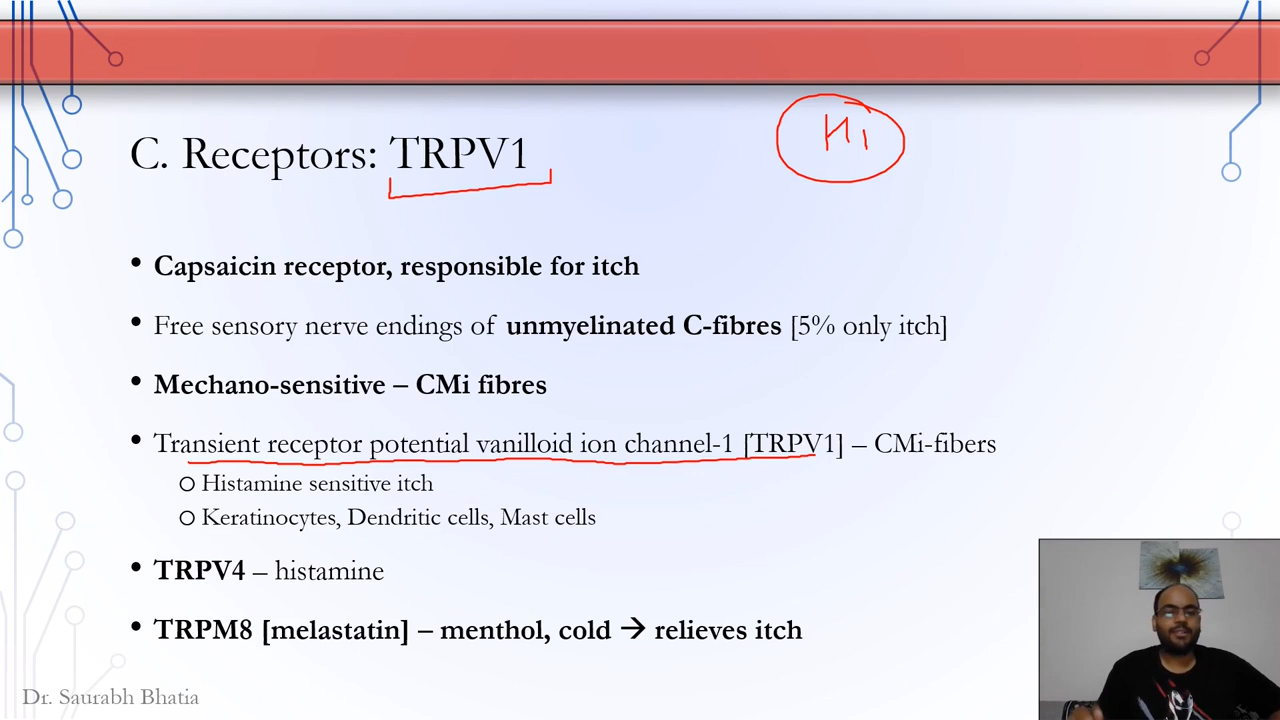 H1
C. Receptors: TRPV1
• Capsaicin receptor, responsible for itch
• Free sensory nerve endings of unmyelinated C-fibres [5% only itch]
• Mechano-sensitive – CMi fibres
• Transient receptor potential vanilloid ion channel-1 [TRPV1] – CMi-fibers
○ Histamine sensitive itch
○ Keratinocytes, Dendritic cells, Mast cells
• TRPV4 – histamine
• TRPM8 [melastatin] – menthol, cold → relieves itch
Dr. Saurabh Bhatia